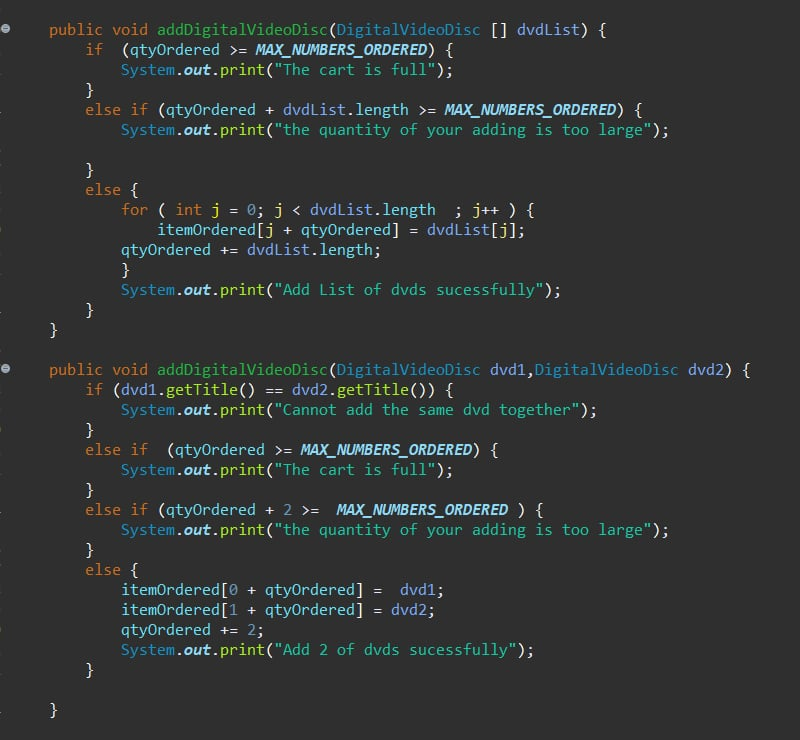 public void addDigitalVideoDisc(DigitalVideoDisc [] dvdList) {
if (qtyOrdered >= MAX_NUMBERS_ORDERED) {
System.out.print("The cart is full");
}
else if (qtyOrdered + dvdList.length >= MAX_NUMBERS_ORDERED) {
System.out.print("the quantity of your adding is too large");
}
else {
for ( int j = 0; j < dvdList.length  ; j++ ) {
itemOrdered[j + qtyOrdered] = dvdList[j];
qtyOrdered += dvdList.length;
}
System.out.print("Add List of dvds sucessfully");
}
}
public void addDigitalVideoDisc(DigitalVideoDisc dvd1,DigitalVideoDisc dvd2) {
if (dvd1.getTitle() == dvd2.getTitle()) {
System.out.print("Cannot add the same dvd together");
}
else if  (qtyOrdered >= MAX_NUMBERS_ORDERED) {
System.out.print("The cart is full");
}
else if (qtyOrdered + 2 >=  MAX_NUMBERS_ORDERED ) {
System.out.print("the quantity of your adding is too large");
}
else {
itemOrdered[0 + qtyOrdered] =  dvd1;
itemOrdered[1 + qtyOrdered] = dvd2;
qtyOrdered += 2;
System.out.print("Add 2 of dvds sucessfully");
}
}